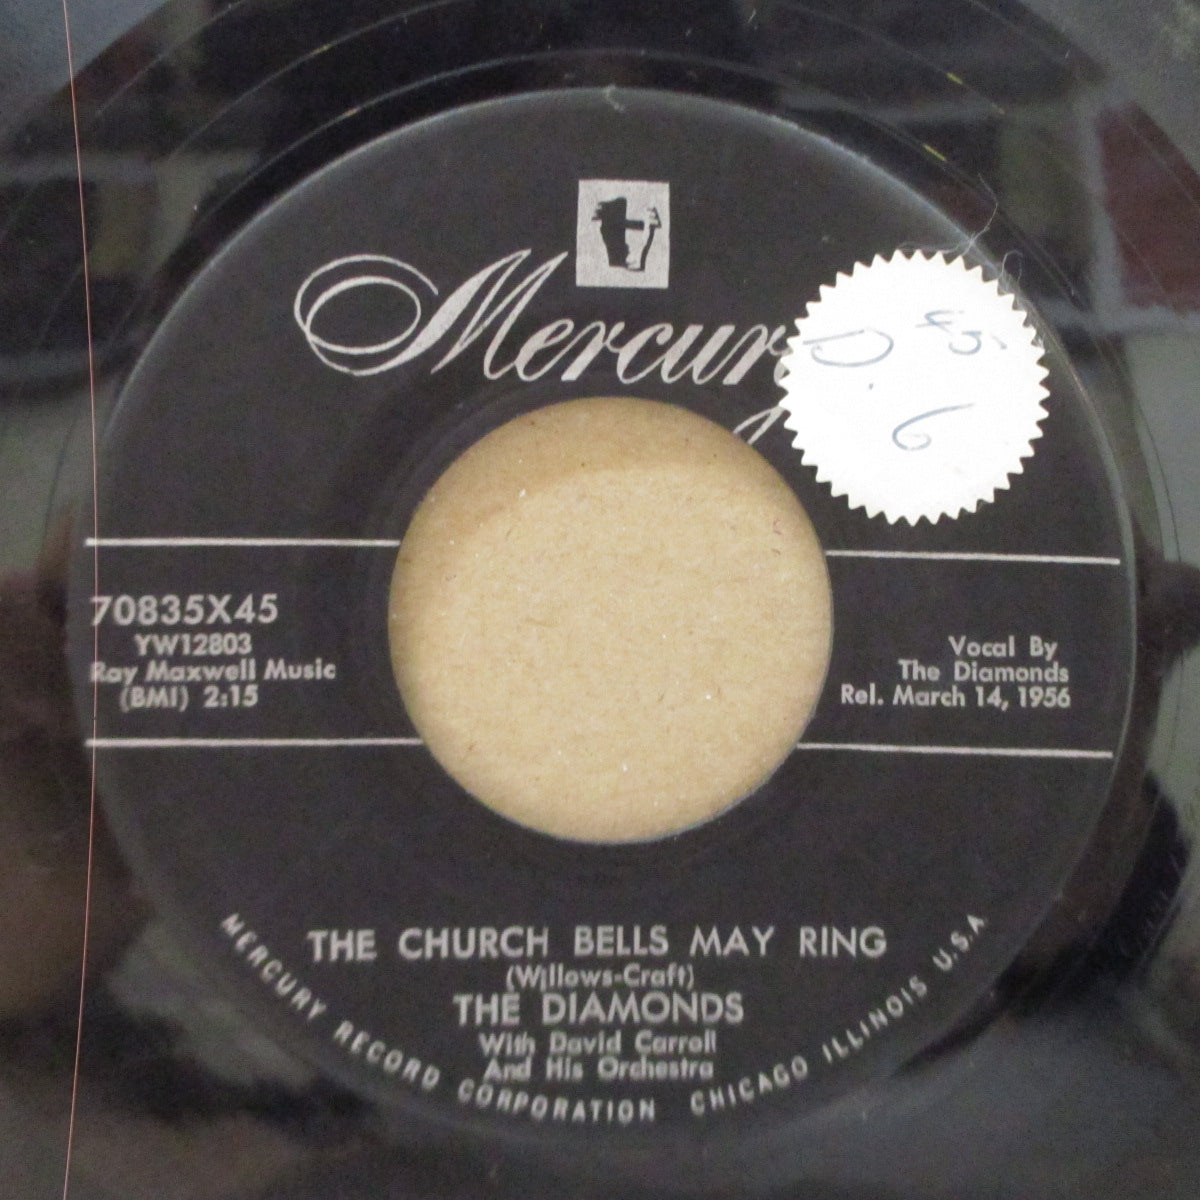 Mercury
D 45.
6
70835X45
YW12803
Ray Maxwell Music
(BMI) 2:15
Vocal By
The Diamonds
Rel. March 14, 1956
THE CHURCH BELLS MAY RING
(Willows-Craft)
THE DIAMONDS
With David Carroll
And His Orchestra
MERCURY RECORD CORPORATION CHICAGO ILLINOIS U.S.A